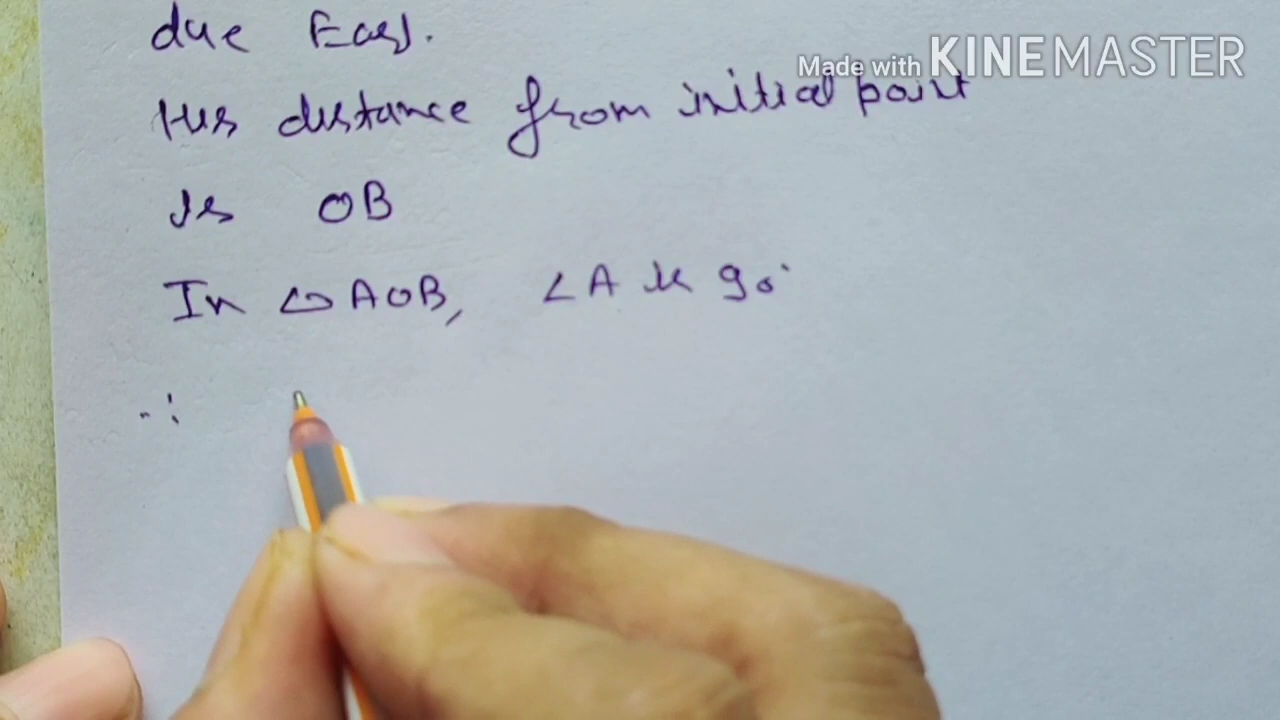 due East.
Made with KINEMASTER
His distance from initial point
is OB
In △AOB, ∠A is 90°
∴